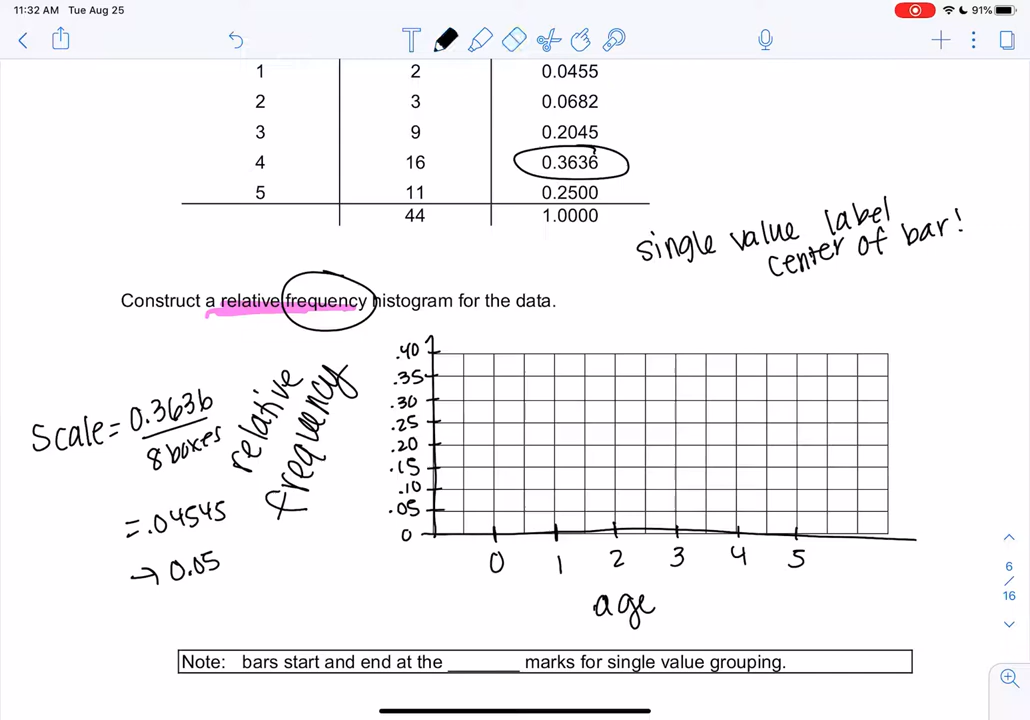 11:32 AM Tue Aug 25
91%
1 2 0.0455
2 3 0.0682
3 9 0.2045
4 16 0.3636
5 11 0.2500
44 1.0000
single value label
center of bar!
Construct a relative frequency histogram for the data.
Scale = 0.3636
8 boxes
= .04545
→ 0.05
relative
frequency
.40
.35
.30
.25
.20
.15
.10
.05
0
0 1 2 3 4 5
age
Note: bars start and end at the _______ marks for single value grouping.
6
/
16